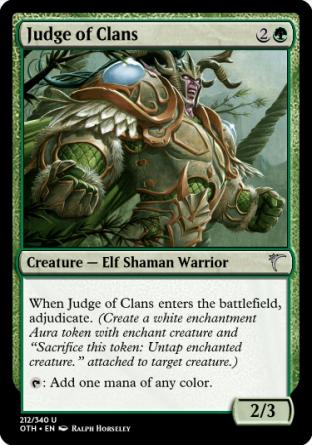 Judge of Clans 2
Creature — Elf Shaman Warrior
When Judge of Clans enters the battlefield,
adjudicate. (Create a white enchantment
Aura token with enchant creature and
“Sacrifice this token: Untap enchanted
creature.” attached to target creature.)
: Add one mana of any color.
2/3
212/340 U
OTH • EN RALPH HORSELEY